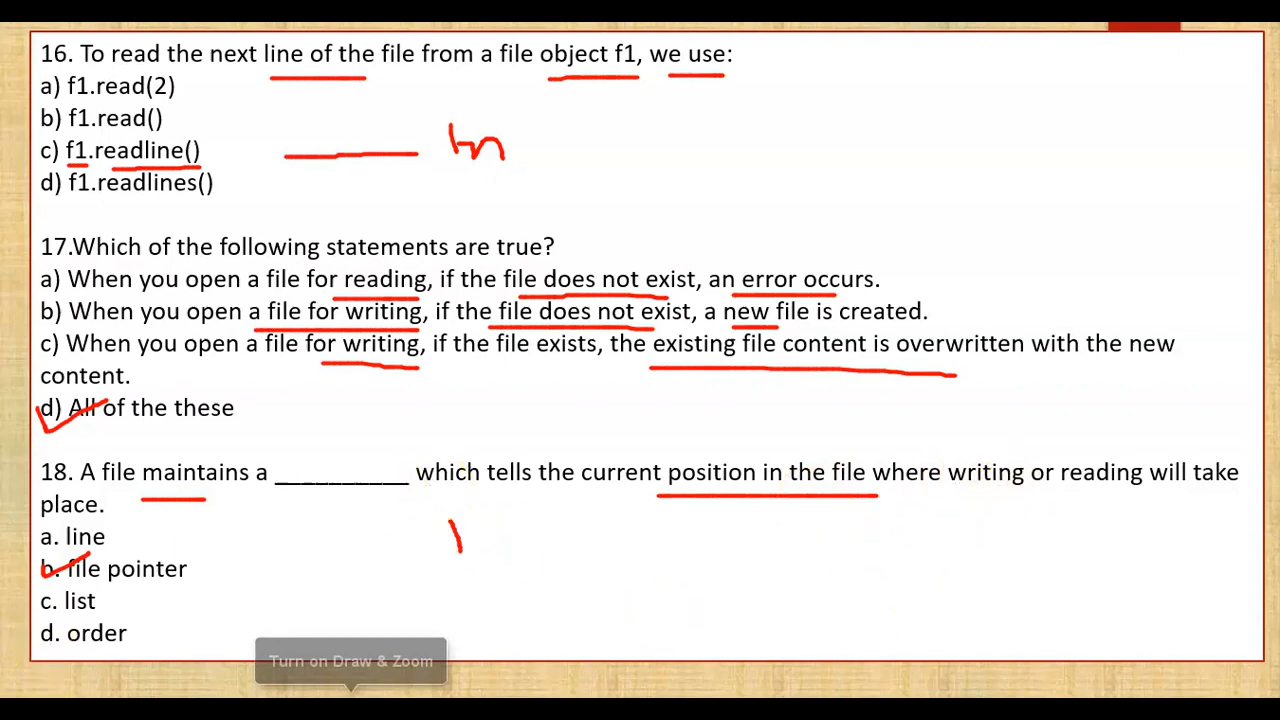 16. To read the next line of the file from a file object f1, we use:
a) f1.read(2)
b) f1.read()
c) f1.readline()
d) f1.readlines()
17.Which of the following statements are true?
a) When you open a file for reading, if the file does not exist, an error occurs.
b) When you open a file for writing, if the file does not exist, a new file is created.
c) When you open a file for writing, if the file exists, the existing file content is overwritten with the new
content.
d) All of the these
18. A file maintains a __________ which tells the current position in the file where writing or reading will take
place.
a. line
b. file pointer
c. list
d. order
Turn on Draw & Zoom